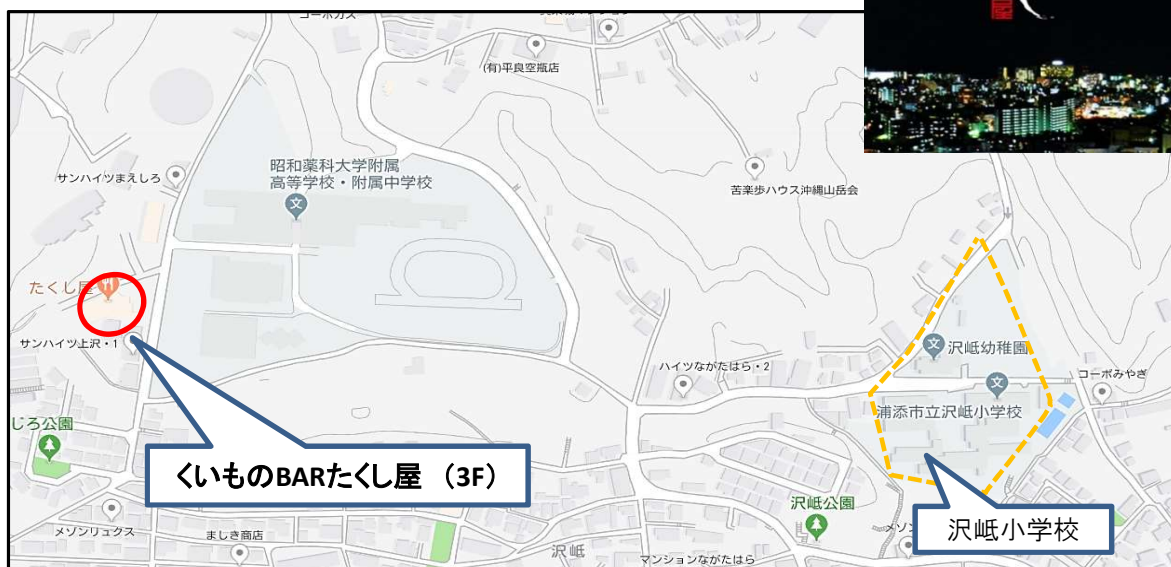 屋
(有)平良空瓶店
昭和薬科大学附属
高等学校・附属中学校
サンハイツまえしろ
苦楽歩ハウス沖縄山岳会
たくし屋
サンハイツ上沢・1
沢岻幼稚園
ハイツながたはら・2
コーポみやぎ
浦添市立沢岻小学校
じろ公園
くいものBARたくし屋 （3F）
沢岻公園
沢岻小学校
メゾンリュクス
ましき商店
沢岻
マンションながたはら